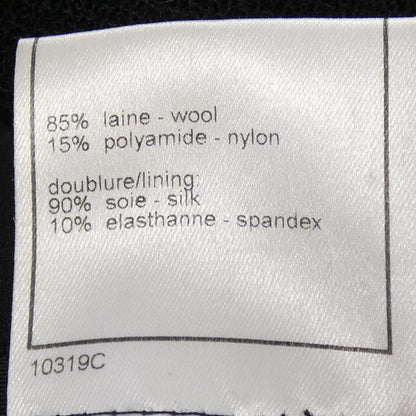 85% laine - wool
15% polyamide - nylon
doublure/lining:
90% soie - silk
10% elasthanne - spandex
10319C